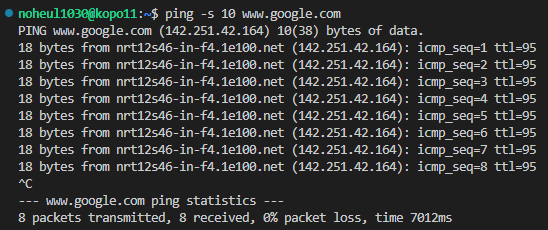 noheul1030@kopo11:~$ ping -s 10 www.google.com
PING www.google.com (142.251.42.164) 10(38) bytes of data.
18 bytes from nrt12s46-in-f4.1e100.net (142.251.42.164): icmp_seq=1 ttl=95
18 bytes from nrt12s46-in-f4.1e100.net (142.251.42.164): icmp_seq=2 ttl=95
18 bytes from nrt12s46-in-f4.1e100.net (142.251.42.164): icmp_seq=3 ttl=95
18 bytes from nrt12s46-in-f4.1e100.net (142.251.42.164): icmp_seq=4 ttl=95
18 bytes from nrt12s46-in-f4.1e100.net (142.251.42.164): icmp_seq=5 ttl=95
18 bytes from nrt12s46-in-f4.1e100.net (142.251.42.164): icmp_seq=6 ttl=95
18 bytes from nrt12s46-in-f4.1e100.net (142.251.42.164): icmp_seq=7 ttl=95
18 bytes from nrt12s46-in-f4.1e100.net (142.251.42.164): icmp_seq=8 ttl=95
^C
--- www.google.com ping statistics ---
8 packets transmitted, 8 received, 0% packet loss, time 7012ms